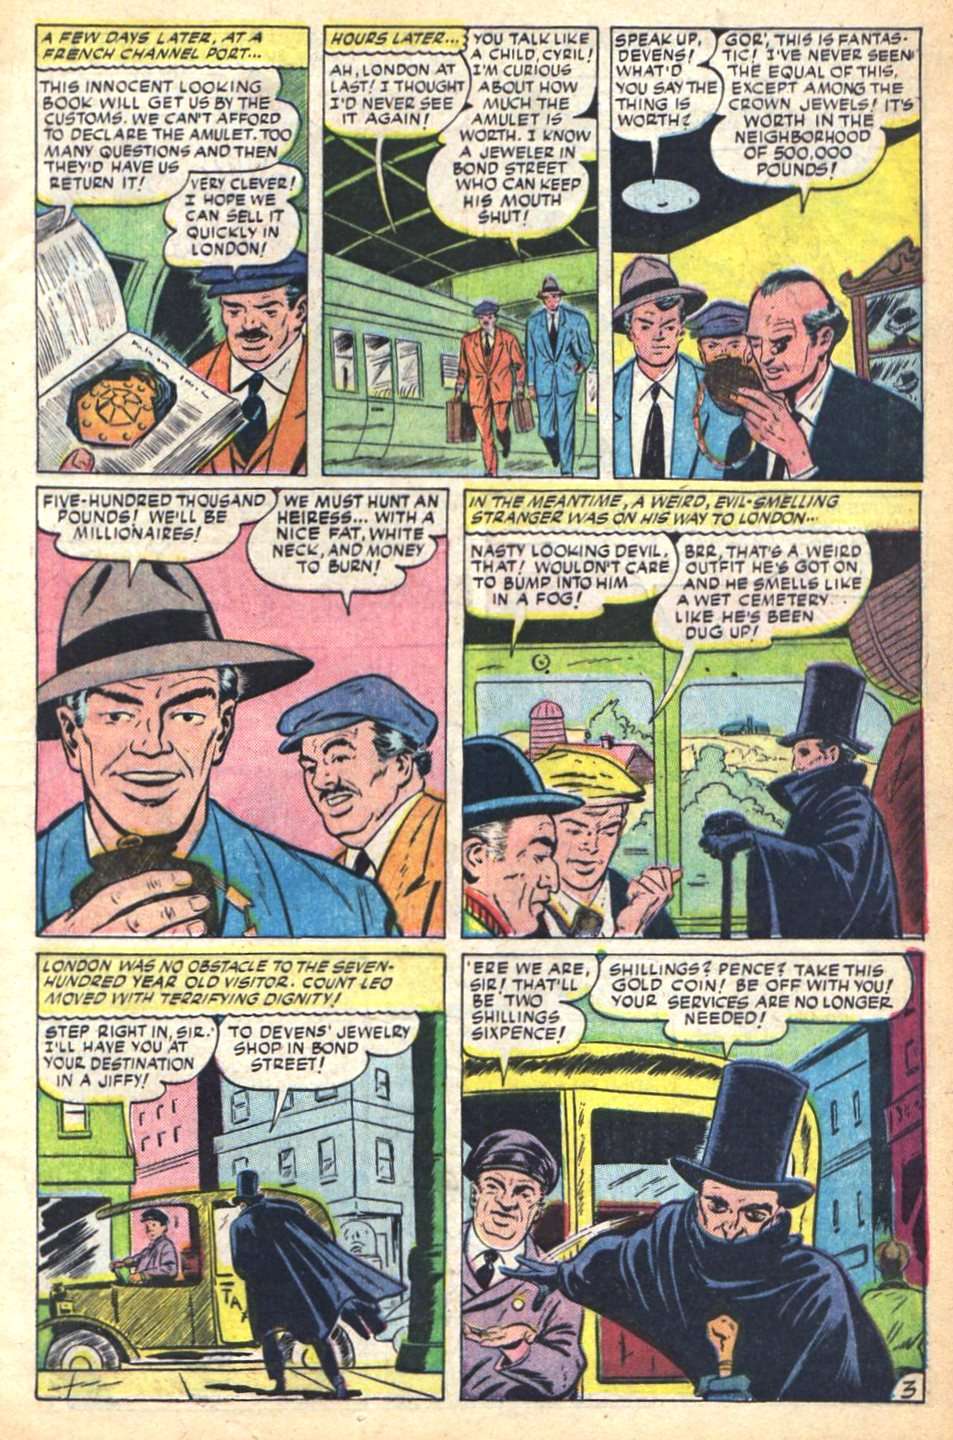 A FEW DAYS LATER, AT A
FRENCH CHANNEL PORT...
THIS INNOCENT LOOKING
BOOK WILL GET US BY THE
CUSTOMS. WE CAN'T AFFORD
TO DECLARE THE AMULET. TOO
MANY QUESTIONS AND THEN
THEY'D HAVE US
RETURN IT!
VERY CLEVER!
I HOPE WE
CAN SELL IT
QUICKLY IN
LONDON!
HOURS LATER...
AH, LONDON AT
LAST! I THOUGHT
I'D NEVER SEE
IT AGAIN!
YOU TALK LIKE
A CHILD, CYRIL!
I'M CURIOUS
ABOUT HOW
MUCH THE
AMULET IS
WORTH. I KNOW
A JEWELER IN
BOND STREET
WHO CAN KEEP
HIS MOUTH
SHUT!
SPEAK UP,
DEVENS!
WHAT'D
YOU SAY THE
THING IS
WORTH?
GOR', THIS IS FANTAS-
TIC! I'VE NEVER SEEN
THE EQUAL OF THIS,
EXCEPT AMONG THE
CROWN JEWELS! IT'S
WORTH IN THE
NEIGHBORHOOD
OF 500,000
POUNDS!
FIVE-HUNDRED THOUSAND
POUNDS! WE'LL BE
MILLIONAIRES!
WE MUST HUNT AN
HEIRESS... WITH A
NICE FAT, WHITE
NECK, AND MONEY
TO BURN!
IN THE MEANTIME, A WEIRD, EVIL-SMELLING
STRANGER WAS ON HIS WAY TO LONDON...
NASTY LOOKING DEVIL,
THAT! WOULDN'T CARE
TO BUMP INTO HIM
IN A FOG!
BRR, THAT'S A WEIRD
OUTFIT HE'S GOT ON,
AND HE SMELLS LIKE
A WET CEMETERY...
LIKE HE'S BEEN
DUG UP!
LONDON WAS NO OBSTACLE TO THE SEVEN-
HUNDRED YEAR OLD VISITOR. COUNT LEO
MOVED WITH TERRIFYING DIGNITY!
STEP RIGHT IN, SIR.
I'LL HAVE YOU AT
YOUR DESTINATION
IN A JIFFY!
TO DEVENS' JEWELRY
SHOP IN BOND
STREET!
TA
'ERE WE ARE,
SIR! THAT'LL
BE TWO
SHILLINGS
SIXPENCE!
SHILLINGS? PENCE? TAKE THIS
GOLD COIN! BE OFF WITH YOU!
YOUR SERVICES ARE NO LONGER
NEEDED!
3